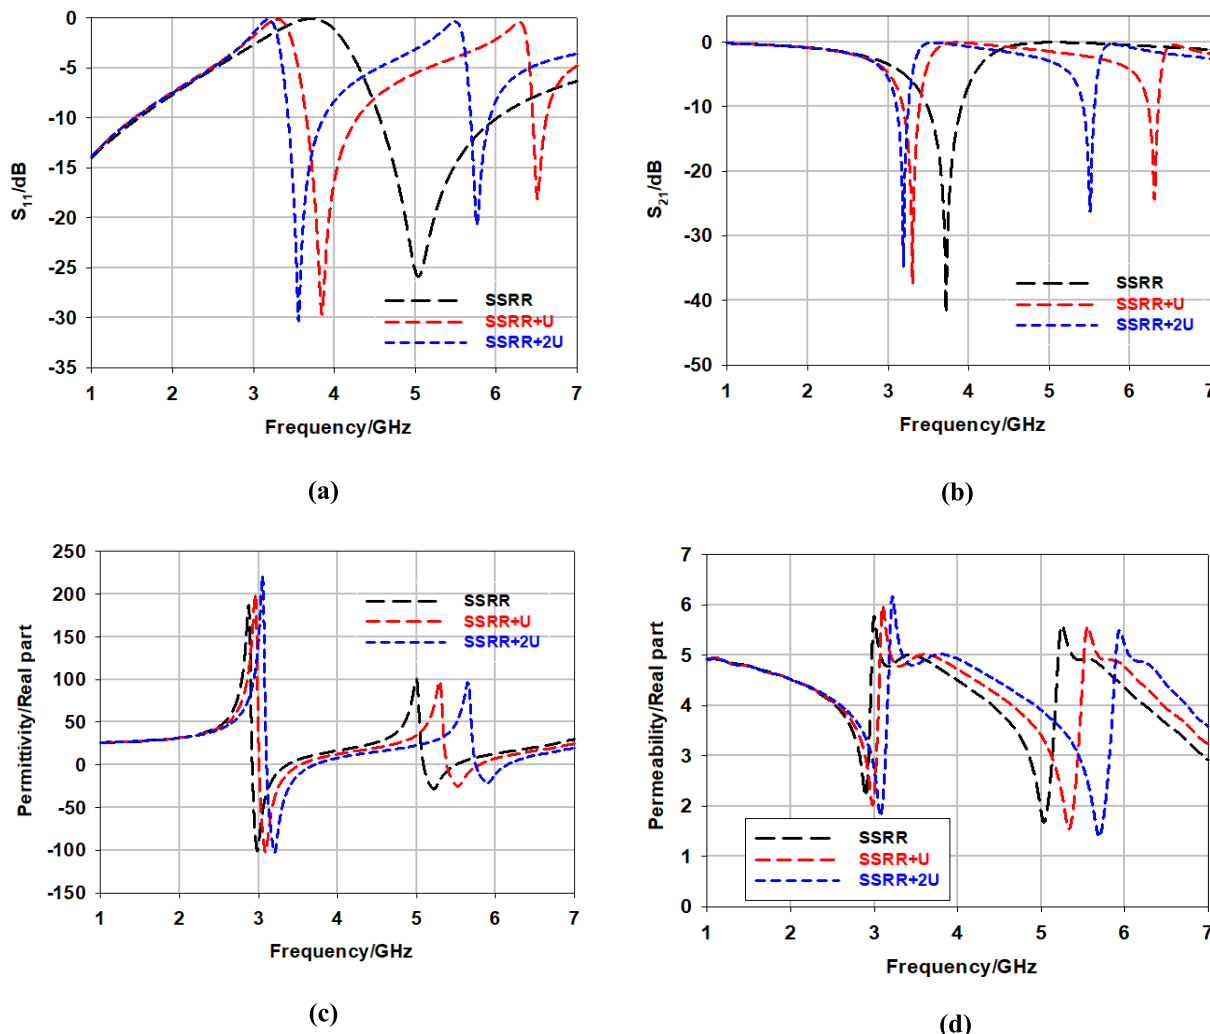 0
-5
-10
-15
-20
-25
-30
-35
S11/dB
SSRR
SSRR+U
SSRR+2U
1 2 3 4 5 6 7
Frequency/GHz
(a)
0
-10
-20
-30
-40
-50
S21/dB
SSRR
SSRR+U
SSRR+2U
1 2 3 4 5 6 7
Frequency/GHz
(b)
250
200
150
100
50
0
-50
-100
-150
Permittivity/Real part
SSRR
SSRR+U
SSRR+2U
1 2 3 4 5 6 7
Frequency/GHz
(c)
7
6
5
4
3
2
1
0
Permeability/Real part
SSRR
SSRR+U
SSRR+2U
1 2 3 4 5 6 7
Frequency/GHz
(d)